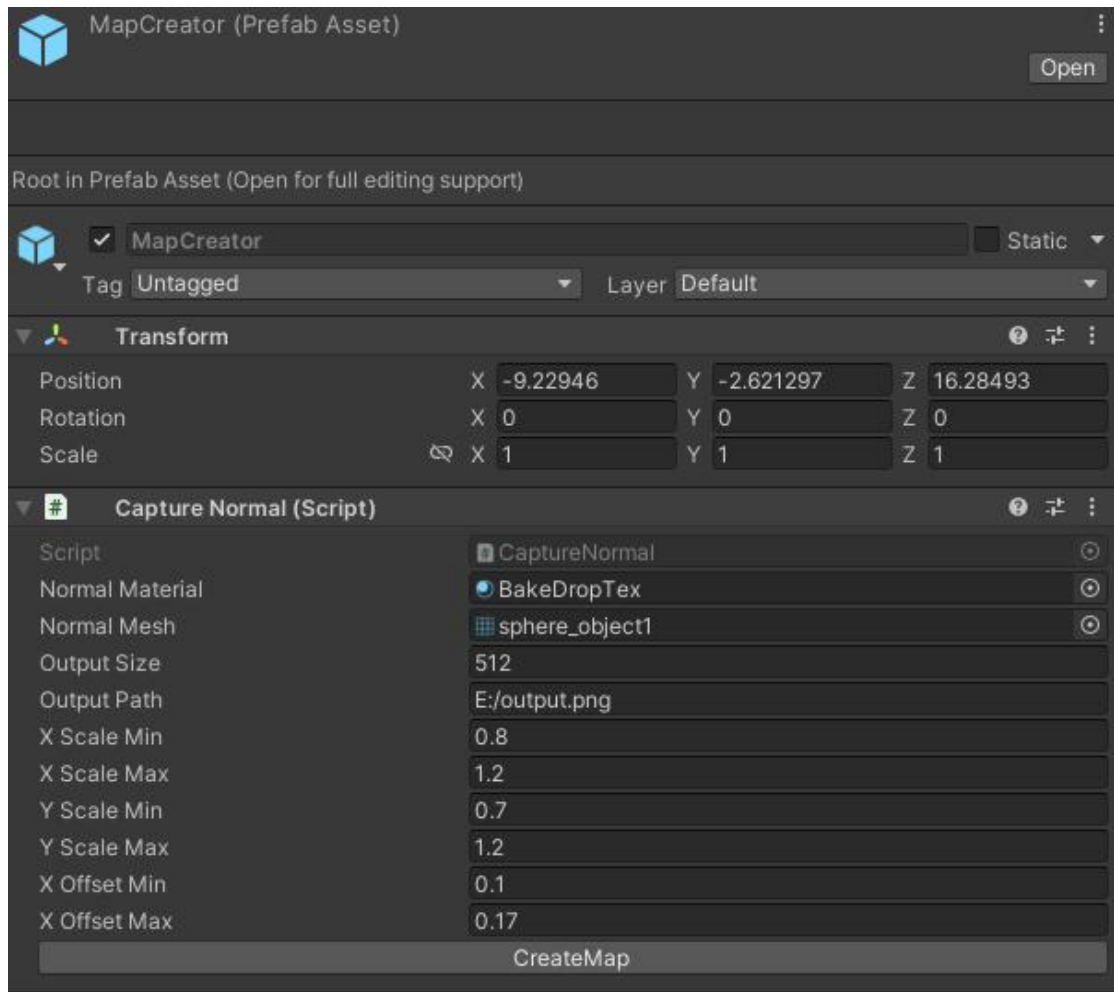 MapCreator (Prefab Asset)
Open
Root in Prefab Asset (Open for full editing support)
MapCreator Static
Tag Untagged Layer Default
Transform
Position X -9.22946 Y -2.621297 Z 16.28493
Rotation X 0 Y 0 Z 0
Scale X 1 Y 1 Z 1
# Capture Normal (Script)
Script CaptureNormal
Normal Material BakeDropTex
Normal Mesh sphere_object1
Output Size 512
Output Path E:/output.png
X Scale Min 0.8
X Scale Max 1.2
Y Scale Min 0.7
Y Scale Max 1.2
X Offset Min 0.1
X Offset Max 0.17
CreateMap